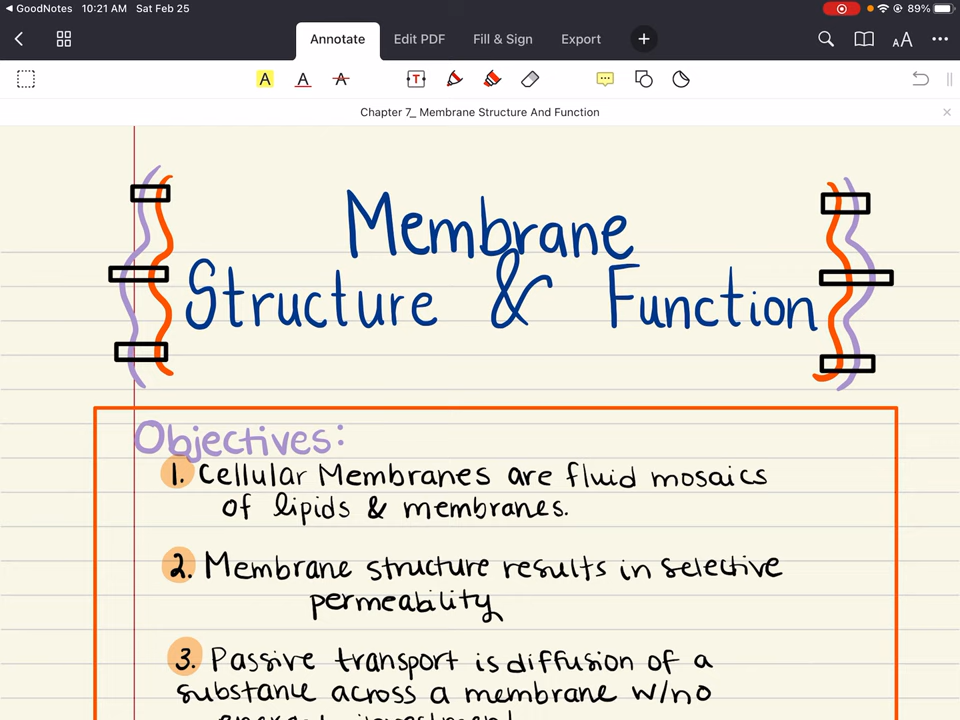 GoodNotes 10:21 AM Sat Feb 25 89%
Annotate Edit PDF Fill & Sign Export
A A A T AA
Chapter 7_ Membrane Structure And Function
Membrane
Structure & Function
Objectives:
1. Cellular Membranes are fluid mosaics
of lipids & membranes.
2. Membrane structure results in selective
permeability
3. Passive transport is diffusion of a
substance across a membrane w/no